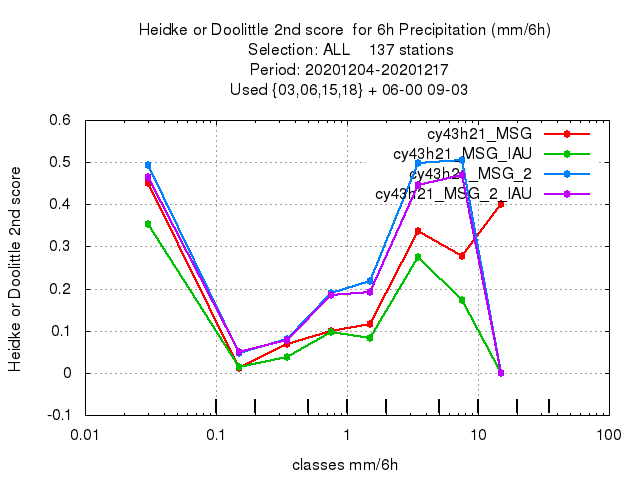 Heidke or Doolittle 2nd score  for 6h Precipitation (mm/6h)
Selection: ALL    137 stations
Period: 20201204-20201217
Used {03,06,15,18} + 06-00 09-03
cy43h21_MSG
cy43h21_MSG_IAU
cy43h21_MSG_2
cy43h21_MSG_2_IAU
Heidke or Doolittle 2nd score
0.6
0.5
0.4
0.3
0.2
0.1
0
-0.1
0.01 0.1 1 10 100
classes mm/6h